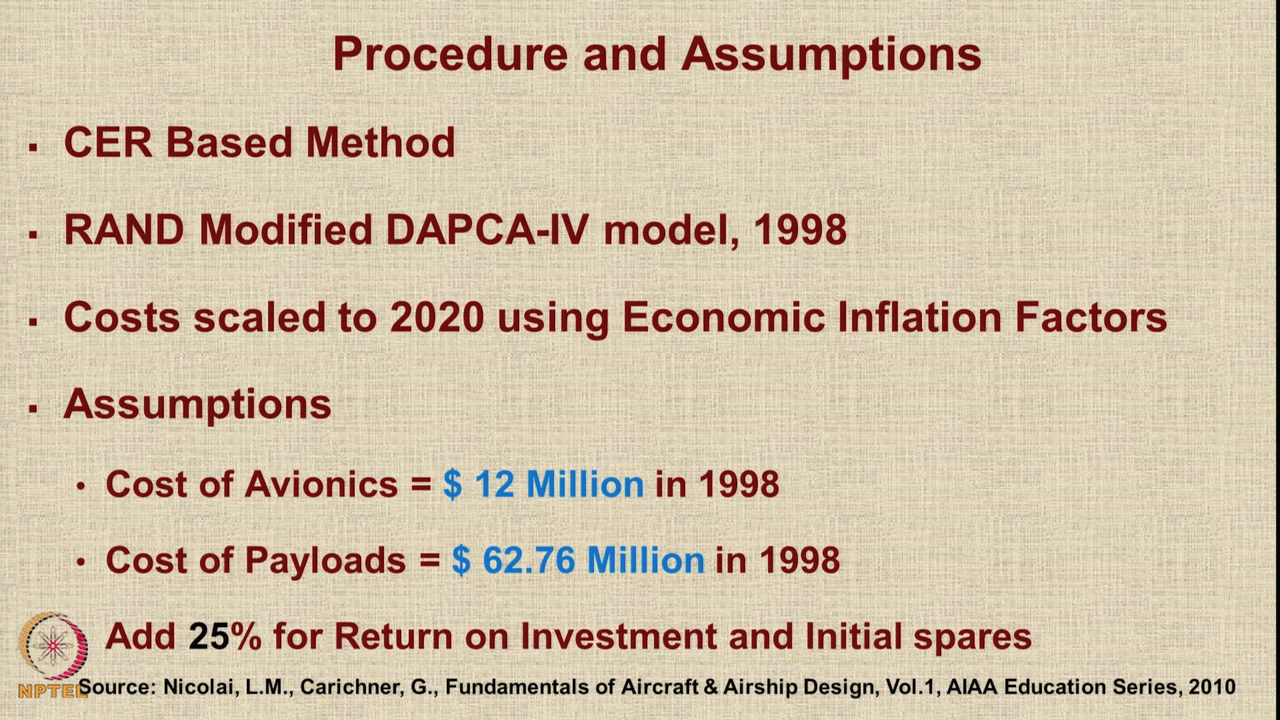 Procedure and Assumptions
▪ CER Based Method
▪ RAND Modified DAPCA-IV model, 1998
▪ Costs scaled to 2020 using Economic Inflation Factors
▪ Assumptions
• Cost of Avionics = $ 12 Million in 1998
• Cost of Payloads = $ 62.76 Million in 1998
Add 25% for Return on Investment and Initial spares
NPTEL
Source: Nicolai, L.M., Carichner, G., Fundamentals of Aircraft & Airship Design, Vol.1, AIAA Education Series, 2010